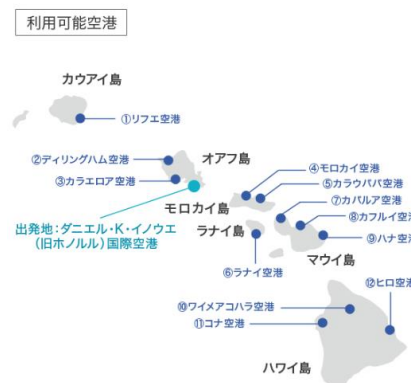 利用可能空港
カウアイ島
①リフエ空港
②ディリングハム空港
オアフ島
③カラエロア空港
④モロカイ空港
⑤カラウパパ空港
モロカイ島
⑦カパルア空港
出発地：ダニエル・K・イノウエ
(旧ホノルル)国際空港
ラナイ島
⑧カフルイ空港
⑨ハナ空港
マウイ島
⑥ラナイ空港
⑫ヒロ空港
⑩ワイメアコハラ空港
⑪コナ空港
ハワイ島